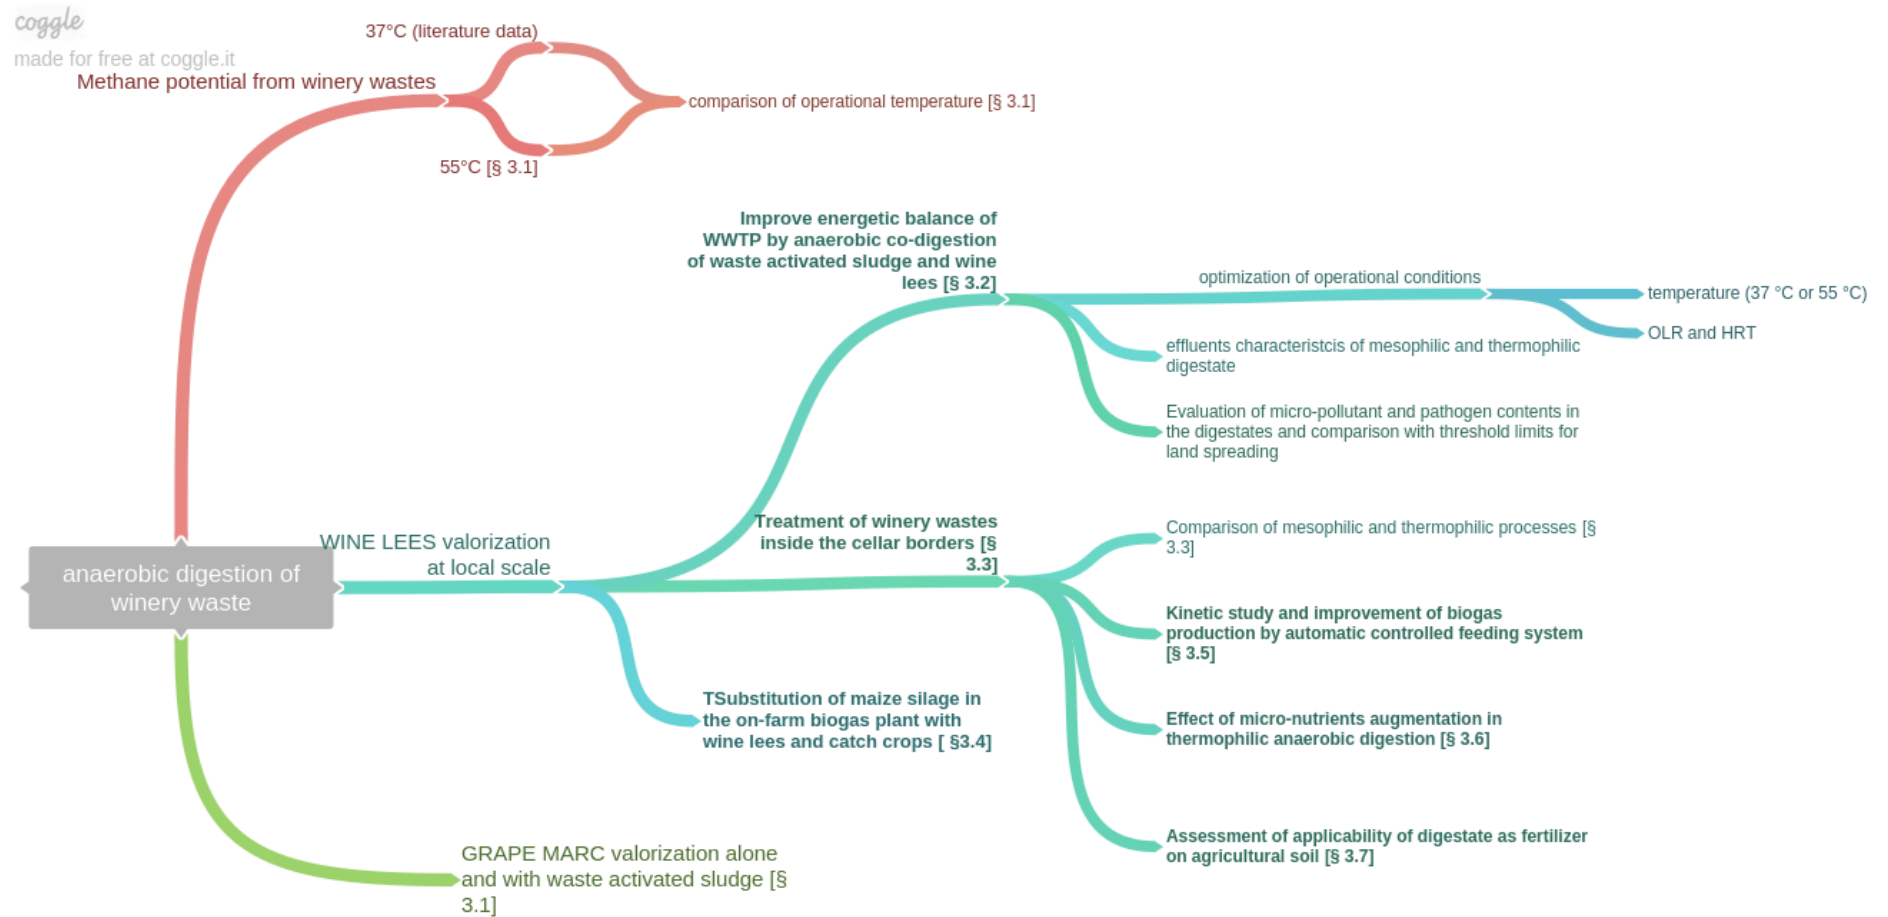 coggle
made for free at coggle.it
37°C (literature data)
Methane potential from winery wastes
comparison of operational temperature [§ 3.1]
55°C [§ 3.1]
Improve energetic balance of
WWTP by anaerobic co-digestion
of waste activated sludge and wine
lees [§ 3.2]
optimization of operational conditions
temperature (37 °C or 55 °C)
OLR and HRT
effluents characteristcis of mesophilic and thermophilic
digestate
Evaluation of micro-pollutant and pathogen contents in
the digestates and comparison with threshold limits for
land spreading
WINE LEES valorization
at local scale
anaerobic digestion of
winery waste
Treatment of winery wastes
inside the cellar borders [§
3.3]
Comparison of mesophilic and thermophilic processes [§
3.3]
Kinetic study and improvement of biogas
production by automatic controlled feeding system
[§ 3.5]
TSubstitution of maize silage in
the on-farm biogas plant with
wine lees and catch crops [ §3.4]
Effect of micro-nutrients augmentation in
thermophilic anaerobic digestion [§ 3.6]
Assessment of applicability of digestate as fertilizer
on agricultural soil [§ 3.7]
GRAPE MARC valorization alone
and with waste activated sludge [§
3.1]